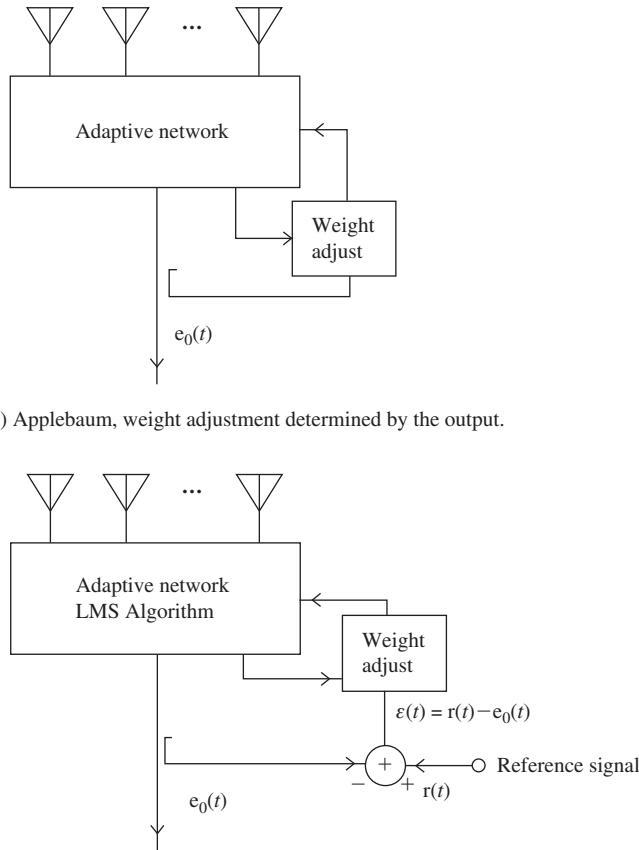 ...
Adaptive network
Weight
adjust
e₀(t)
) Applebaum, weight adjustment determined by the output.
...
Adaptive network
LMS Algorithm
Weight
adjust
ε(t) = r(t)−e₀(t)
+
Reference signal
− + r(t)
e₀(t)